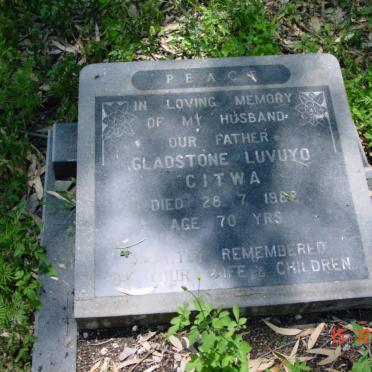 PEACE
IN LOVING MEMORY
OF MY HUSBAND
OUR FATHER
GLADSTONE LUVUYO
CITWA
DIED 28.7.
AGE 70 YRS
REMEMBERED
BY YOUR WIFE & CHILDREN